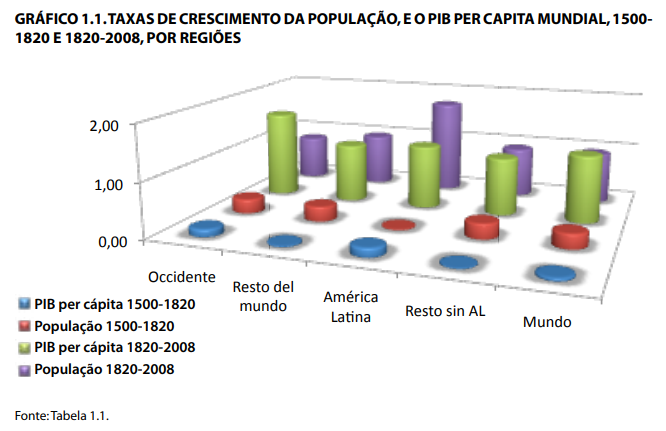 GRÁFICO 1.1. TAXAS DE CRESCIMENTO DA POPULAÇÃO, E O PIB PER CAPITA MUNDIAL, 1500-
1820 E 1820-2008, POR REGIÕES
2,00
1,00
0,00
Occidente
Resto del
mundo
América
Latina
Resto sin AL
Mundo
PIB per cápita 1500-1820
População 1500-1820
PIB per cápita 1820-2008
População 1820-2008
Fonte: Tabela 1.1.